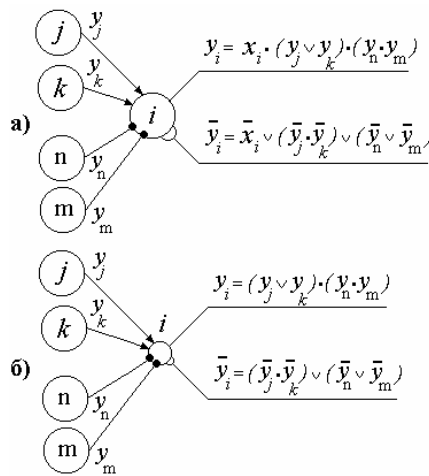 j
y_j
k
y_k
a)
i
n
y_n
m
y_m
y_i = x_i · (y_j ∨ y_k) · (y_n · y_m)
ȳ_i = x̄_i ∨ (ȳ_j · ȳ_k) ∨ (ȳ_n ∨ ȳ_m)
j
y_j
k
y_k
i
б)
n
y_n
m
y_m
y_i = (y_j ∨ y_k) · (y_n · y_m)
ȳ_i = (ȳ_j · ȳ_k) ∨ (ȳ_n ∨ ȳ_m)